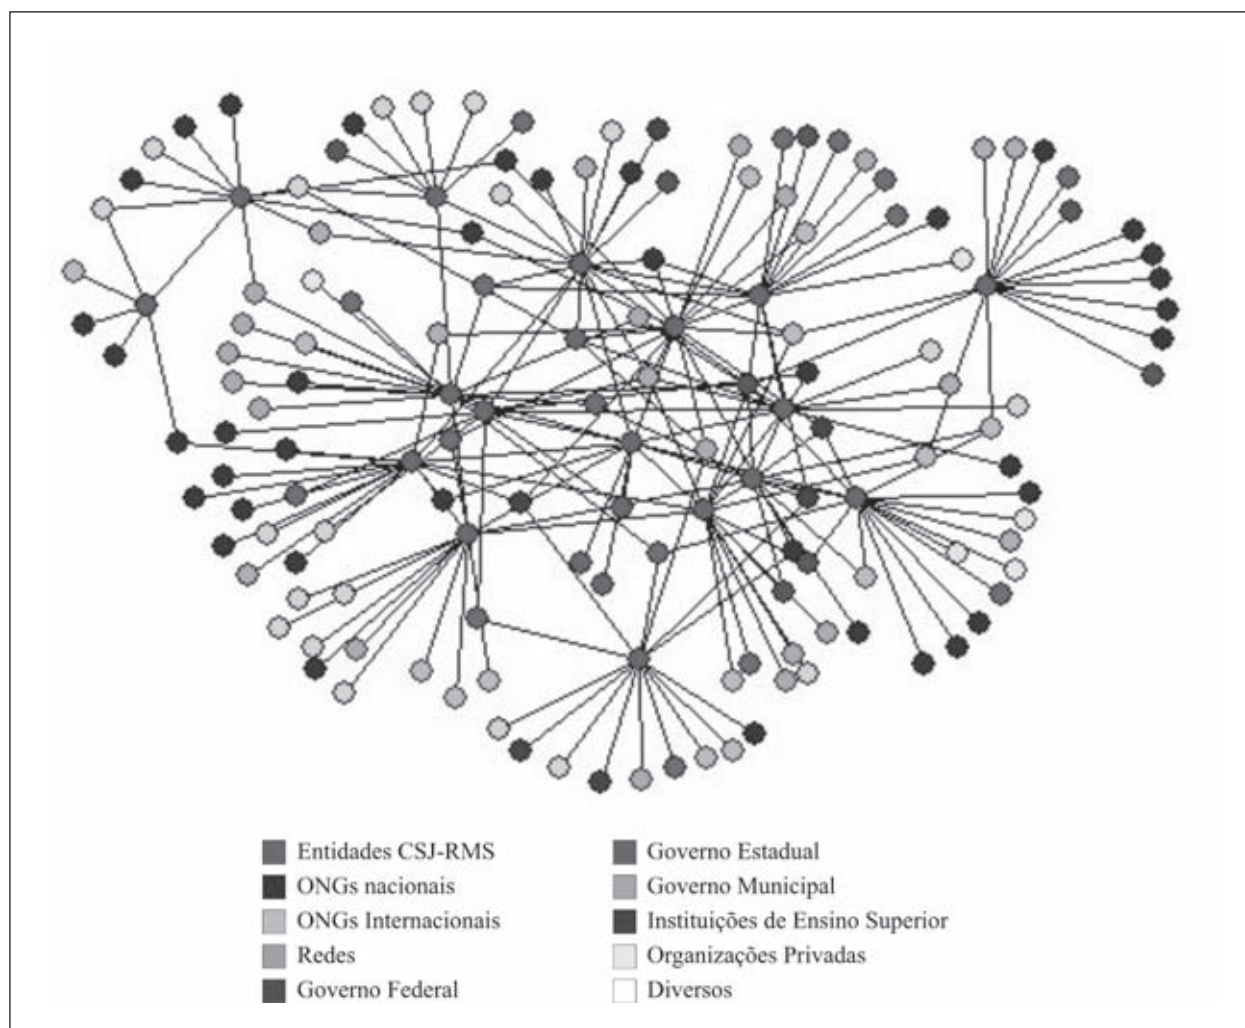 Entidades CSJ-RMS
ONGs nacionais
ONGs Internacionais
Redes
Governo Federal
Governo Estadual
Governo Municipal
Instituições de Ensino Superior
Organizações Privadas
Diversos